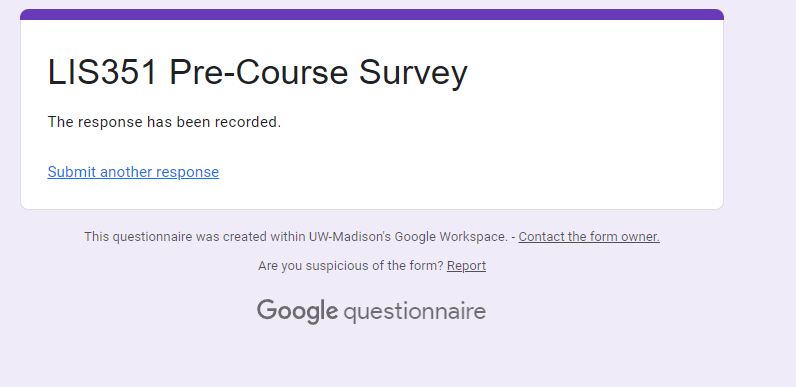 LIS351 Pre-Course Survey
The response has been recorded.
Submit another response
This questionnaire was created within UW-Madison's Google Workspace. - Contact the form owner.
Are you suspicious of the form? Report
Google questionnaire